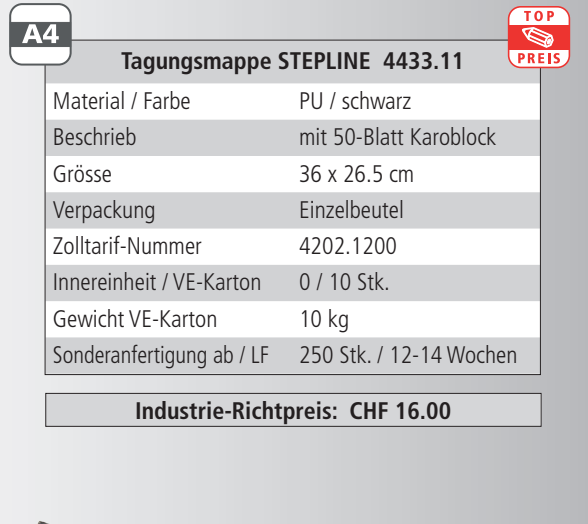 A4
TOP
PREIS
Tagungsmappe STEPLINE 4433.11
Material / Farbe PU / schwarz
Beschrieb mit 50-Blatt Karoblock
Grösse 36 x 26.5 cm
Verpackung Einzelbeutel
Zolltarif-Nummer 4202.1200
Innereinheit / VE-Karton 0 / 10 Stk.
Gewicht VE-Karton 10 kg
Sonderanfertigung ab / LF 250 Stk. / 12-14 Wochen
Industrie-Richtpreis: CHF 16.00